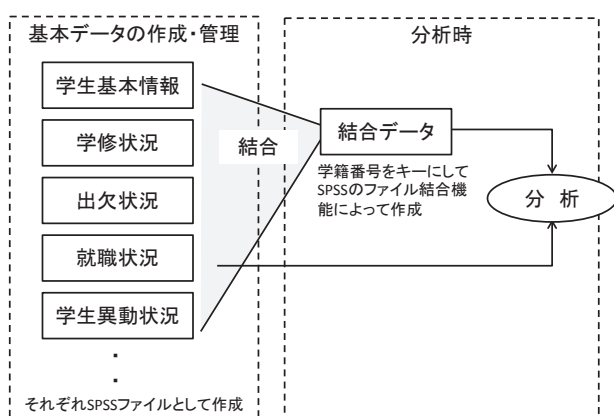 基本データの作成・管理
学生基本情報
学修状況
出欠状況
就職状況
学生異動状況
・
・
それぞれSPSSファイルとして作成
結合
分析時
結合データ
学籍番号をキーにして
SPSSのファイル結合機
能によって作成
分 析